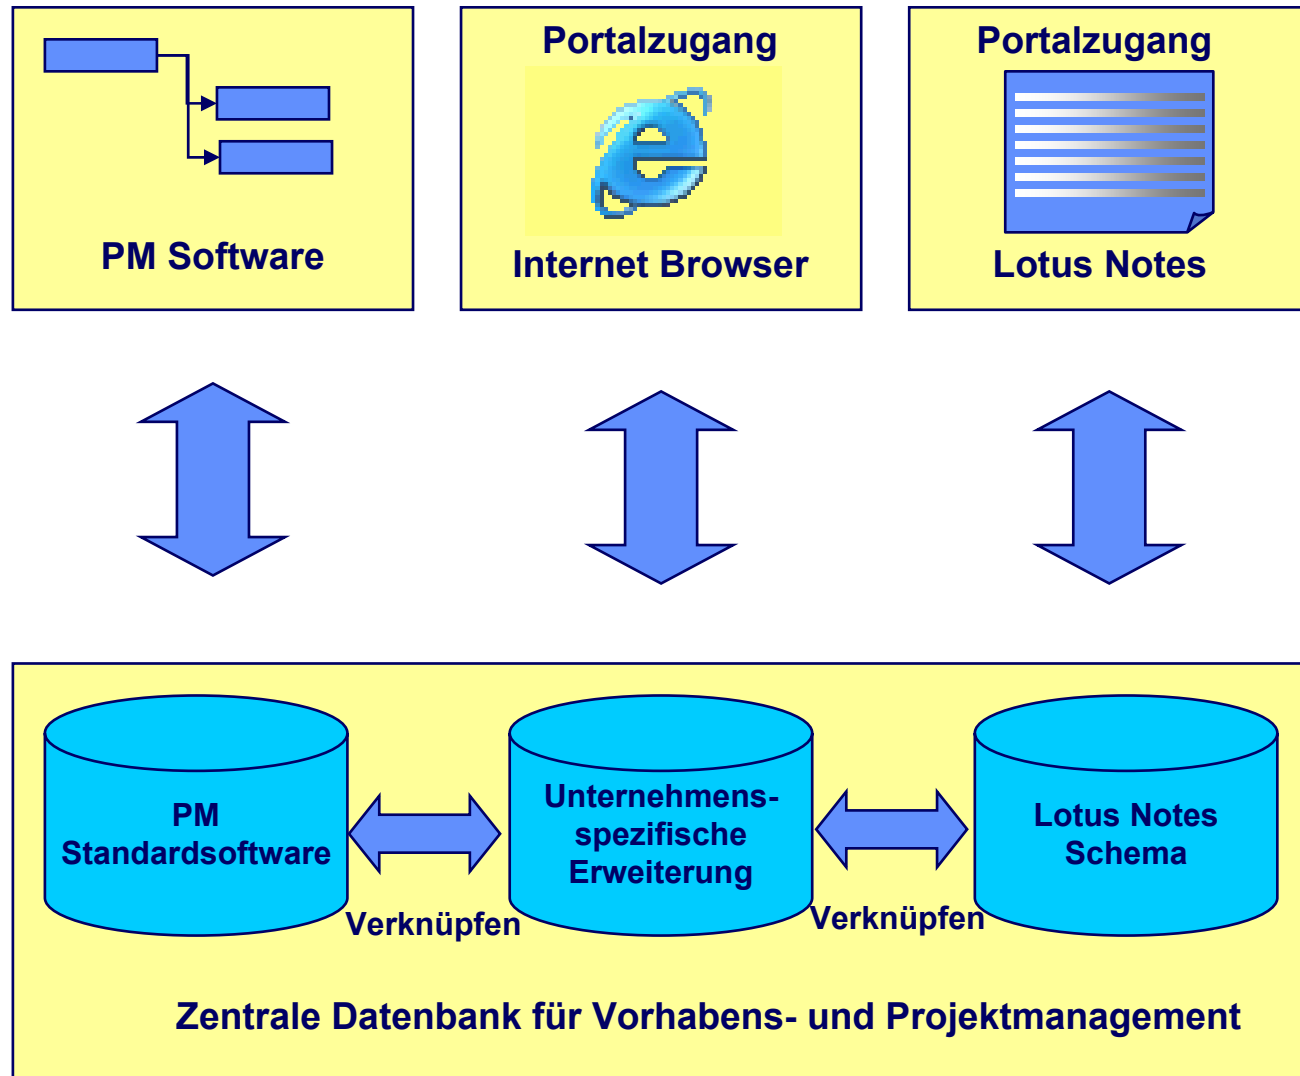 PM Software
Portalzugang
Internet Browser
Portalzugang
Lotus Notes
PM
Standardsoftware
Verknüpfen
Unternehmens-
spezifische
Erweiterung
Verknüpfen
Lotus Notes
Schema
Zentrale Datenbank für Vorhabens- und Projektmanagement